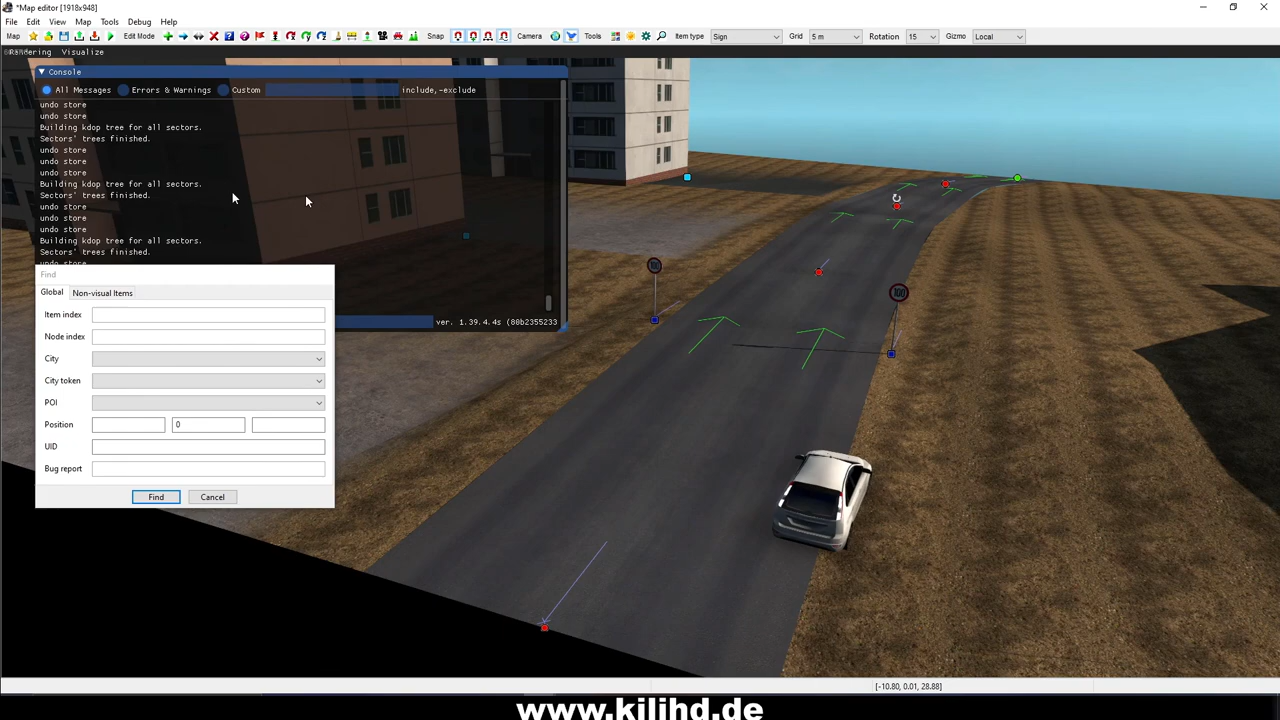 *Map editor [1918x948]
File Edit View Map Tools Debug Help
Map Edit Mode Snap Camera Tools Item type Sign Grid 5 m Rotation 15 Gizmo Local
Rendering Visualize
Console
All Messages Errors & Warnings Custom include,-exclude
undo store
undo store
Building kdop tree for all sectors.
Sectors' trees finished.
undo store
undo store
undo store
Building kdop tree for all sectors.
Sectors' trees finished.
undo store
undo store
undo store
Building kdop tree for all sectors.
Sectors' trees finished.
undo store
ver. 1.39.4.4s (80b2355233
Find
Global Non-visual Items
Item index
Node index
City
City token
POI
Position 0
UID
Bug report
Find Cancel
100
[-10.80, 0.01, 28.88]
www.kilihd.de